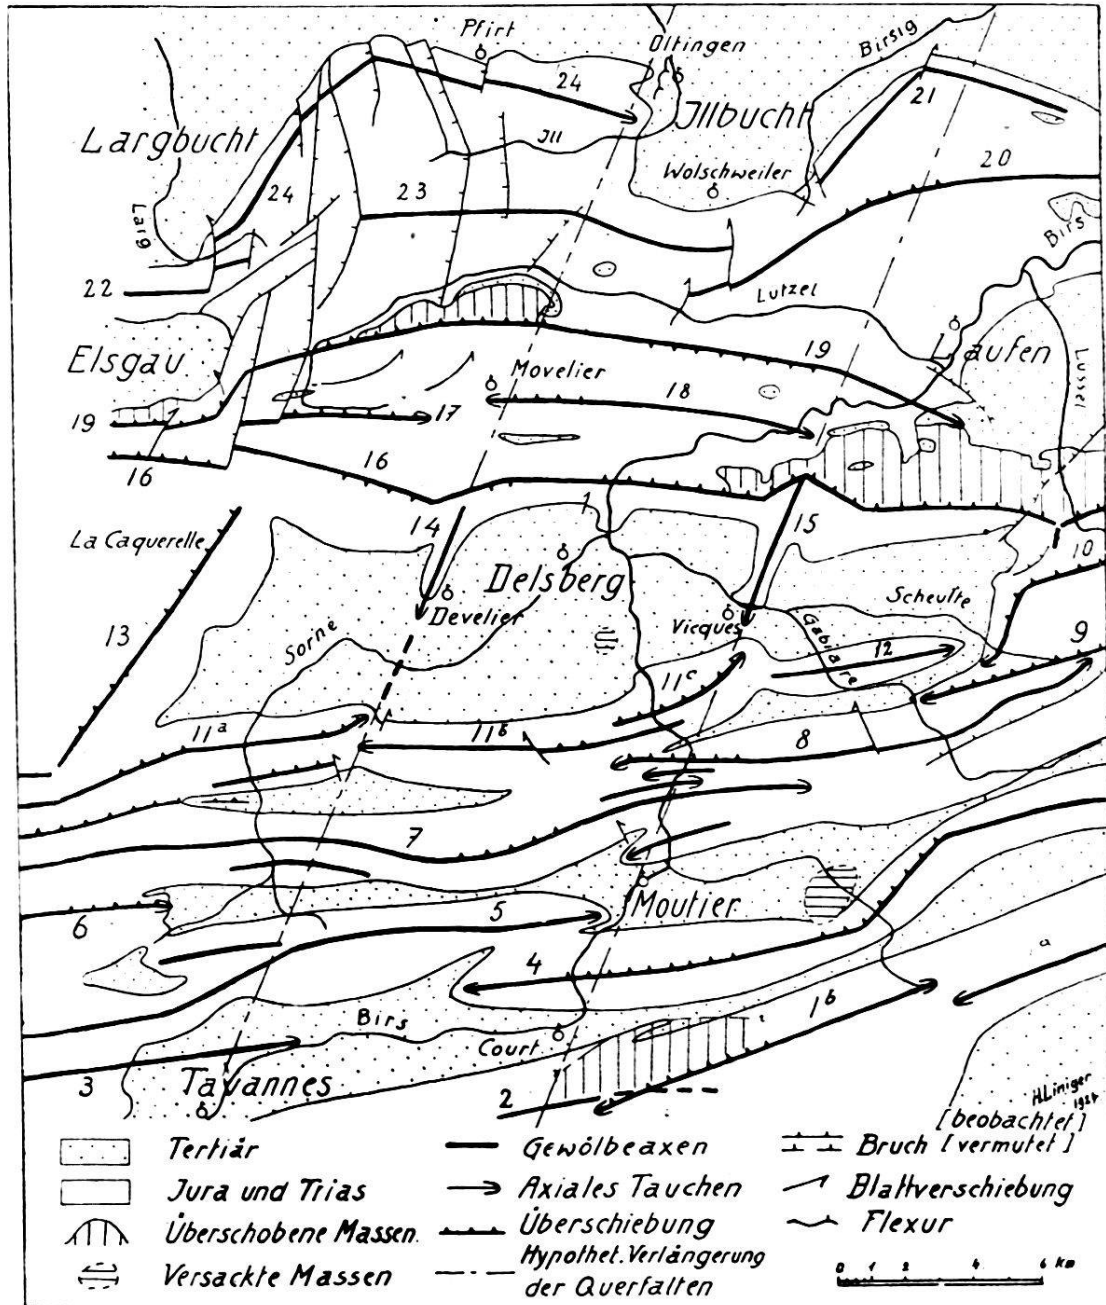 Pfirt
Oltingen
Birsig
24
Illbucht
21
Largbucht
Ill
20
Wolschweiler
24
23
Larg
Birs
22
Lutzel
Laufen
Elsgau
19
Movelier
Lüssel
18
19
17
16
16
14
15
La Caquerelle
10
Delsberg
Scheulte
Develier
Vicques
Gabiare
9
13
Sorne
12
11c
11a
11b
8
7
Moutier
6
5
4
a
1b
Birs
Court
3
Tavannes
2
H. Liniger
1924
Tertiär
Jura und Trias
Überschobene Massen.
Versackte Massen
Gewölbeaxen
Axiales Tauchen
Überschiebung
Hypothet. Verlängerung
der Querfalten
[beobachtet]
Bruch [vermutet]
Blattverschiebung
Flexur
0 1 2 4 6 Km